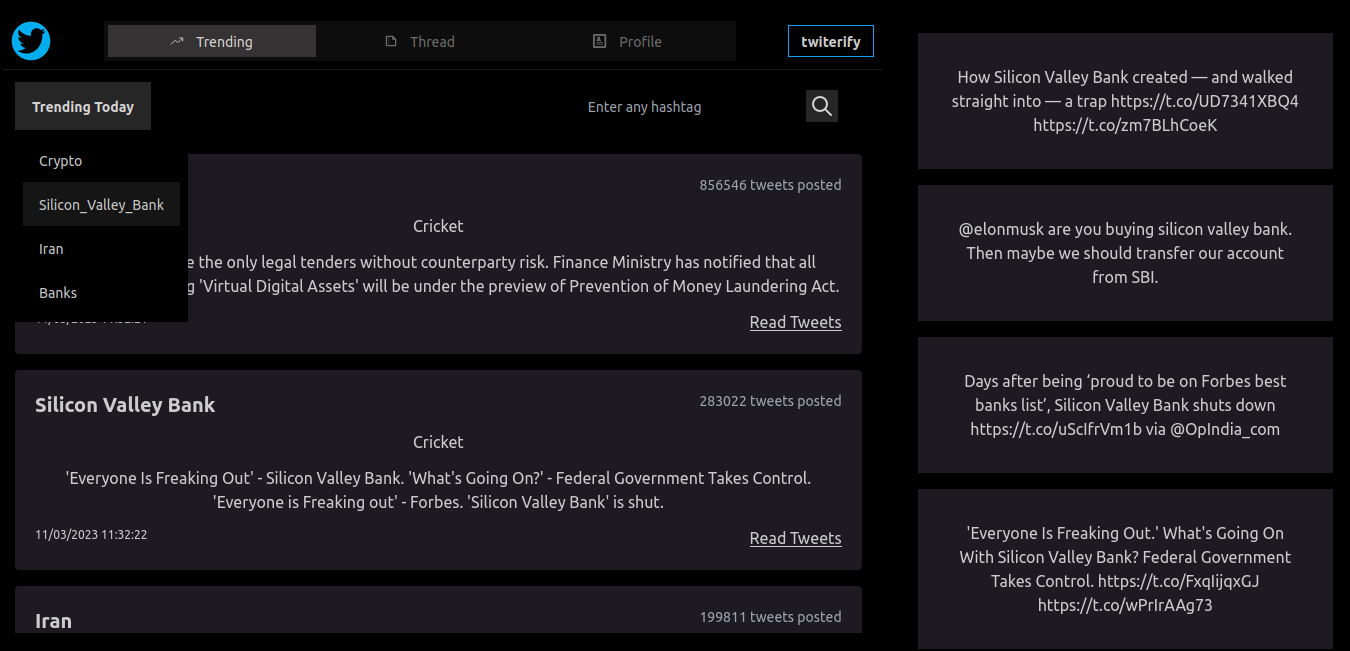 Trending
Thread
Profile
twiterify
Trending Today
Enter any hashtag
Crypto
Silicon_Valley_Bank
Iran
Banks
856546 tweets posted
Cricket
e the only legal tenders without counterparty risk. Finance Ministry has notified that all
g 'Virtual Digital Assets' will be under the preview of Prevention of Money Laundering Act.
Read Tweets
Silicon Valley Bank
283022 tweets posted
Cricket
'Everyone Is Freaking Out' - Silicon Valley Bank. 'What's Going On?' - Federal Government Takes Control.
'Everyone is Freaking out' - Forbes. 'Silicon Valley Bank' is shut.
11/03/2023 11:32:22
Read Tweets
Iran
199811 tweets posted
How Silicon Valley Bank created — and walked
straight into — a trap https://t.co/UD7341XBQ4
https://t.co/zm7BLhCoeK
@elonmusk are you buying silicon valley bank.
Then maybe we should transfer our account
from SBI.
Days after being ‘proud to be on Forbes best
banks list’, Silicon Valley Bank shuts down
https://t.co/uScIfrVm1b via @OpIndia_com
'Everyone Is Freaking Out.' What's Going On
With Silicon Valley Bank? Federal Government
Takes Control. https://t.co/FxqIijqxGJ
https://t.co/wPrIrAAg73